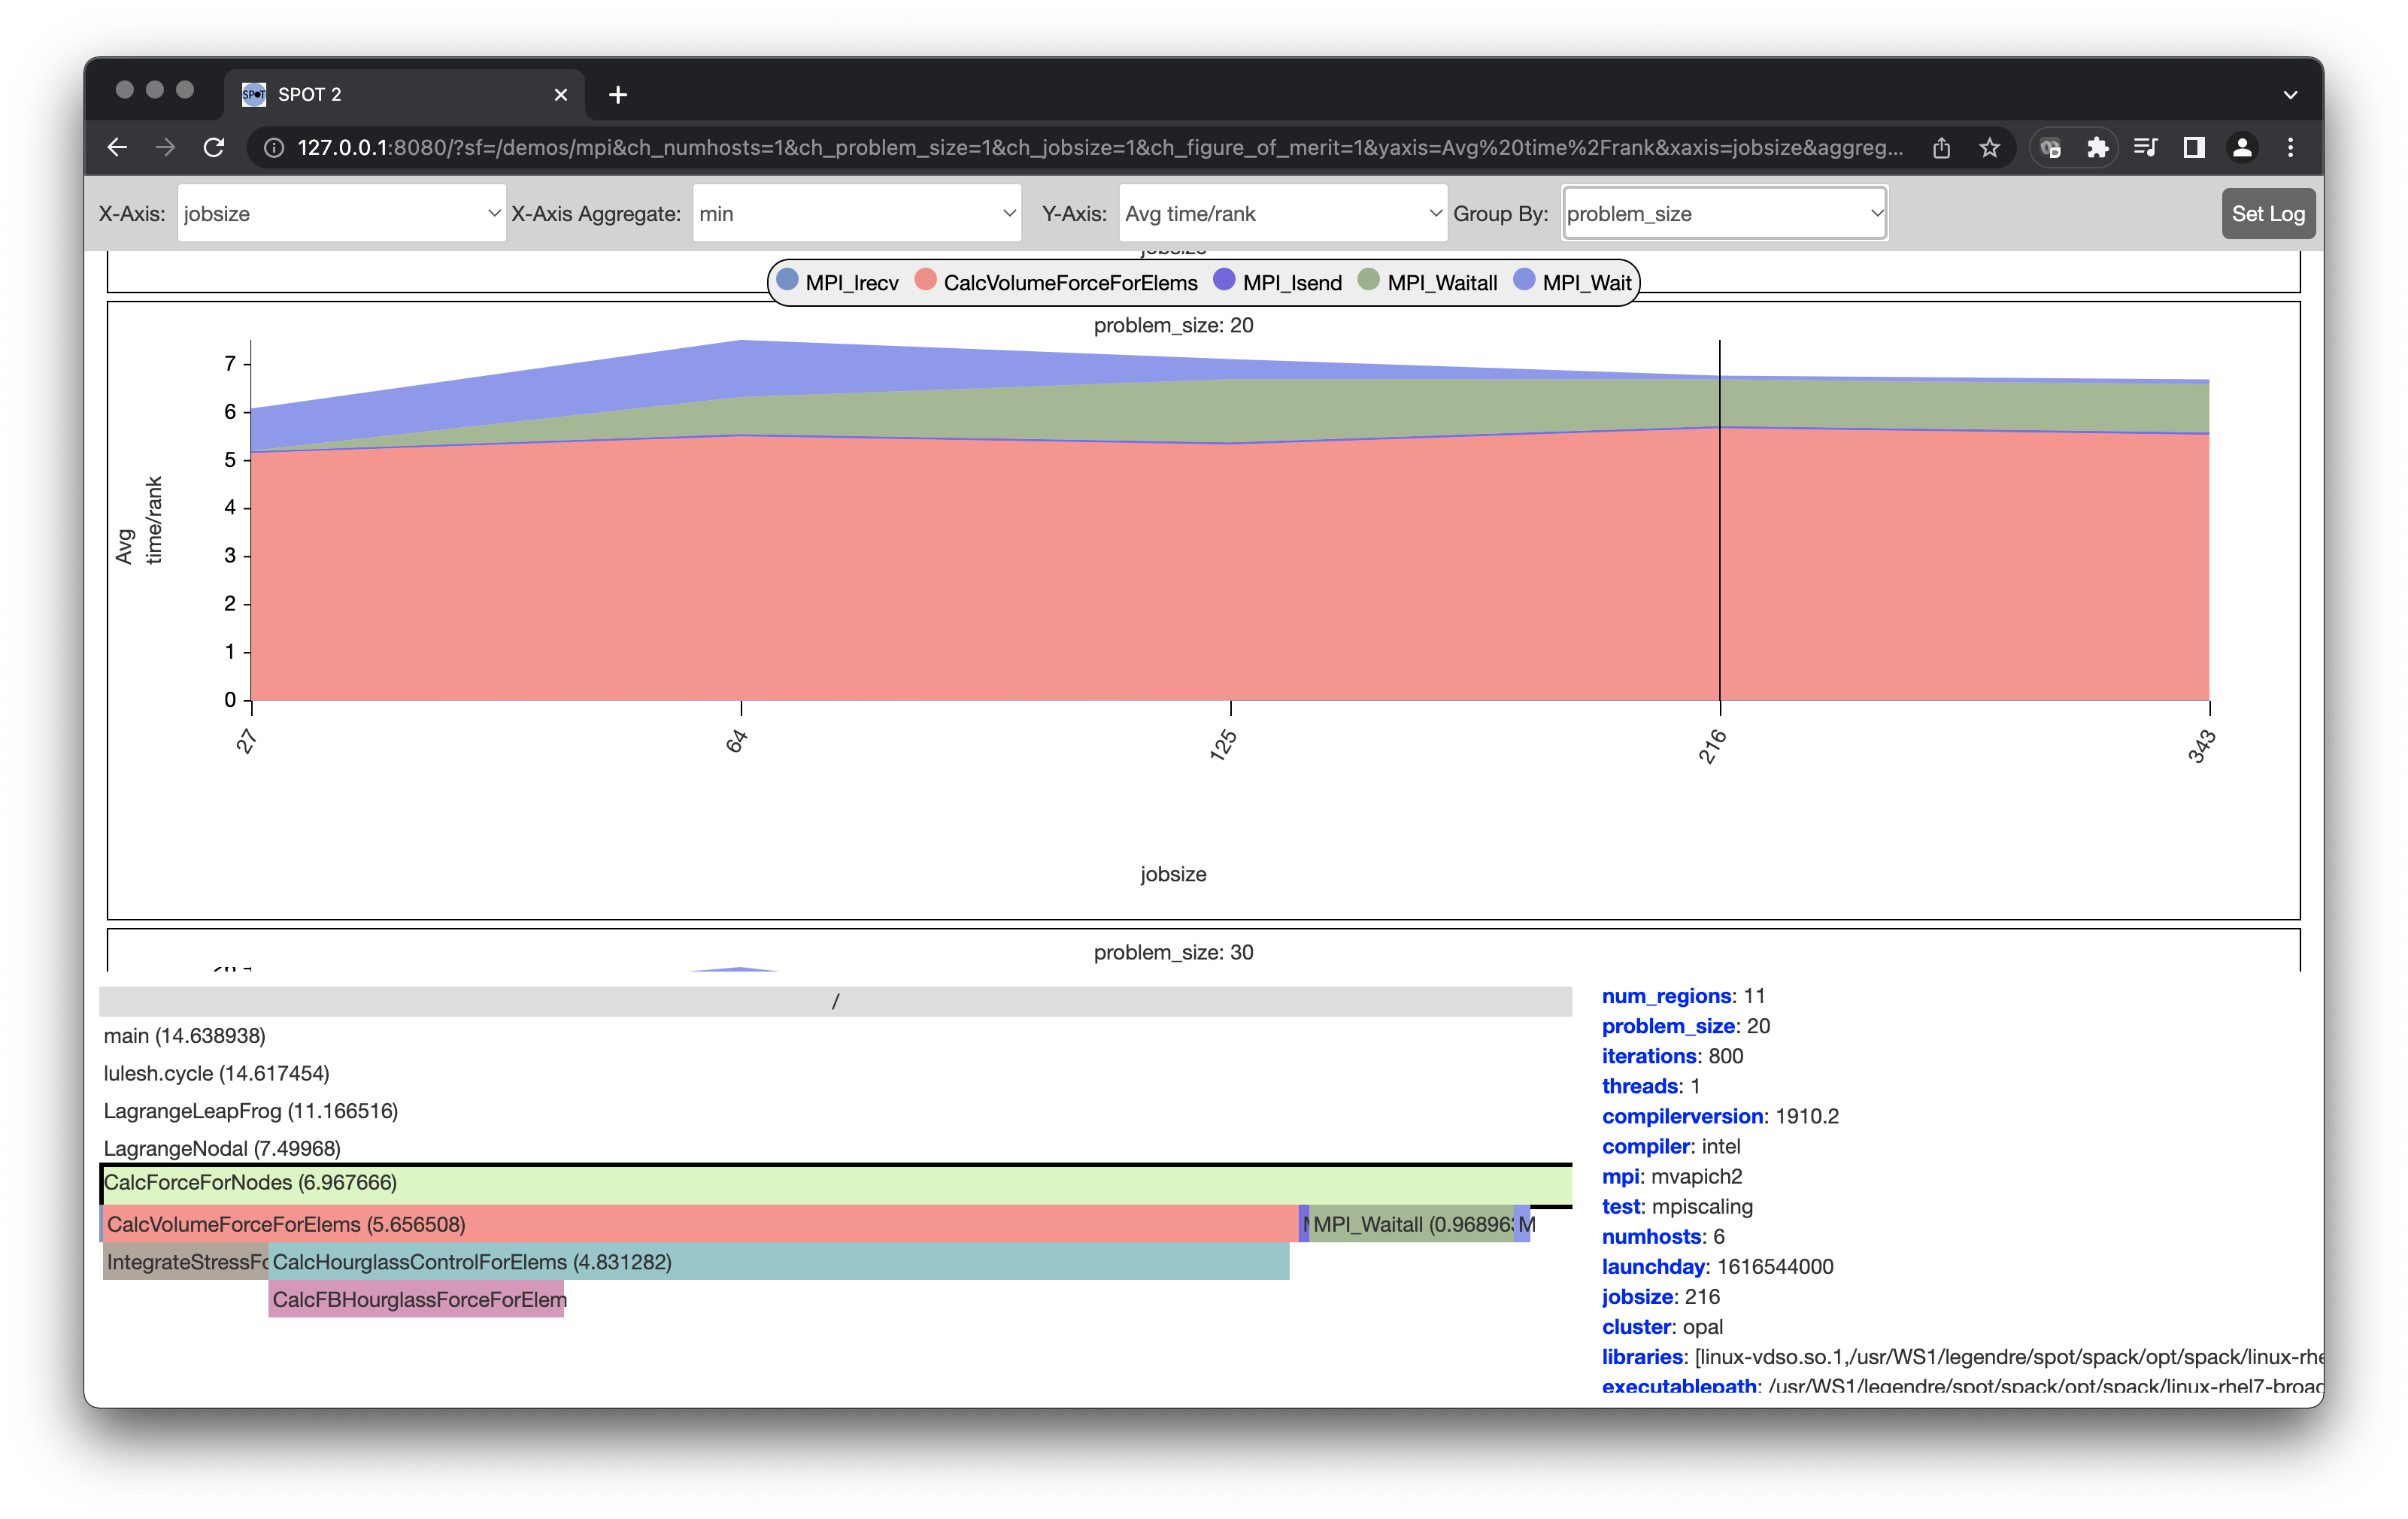 SPOT 2
127.0.0.1:8080/?sf=/demos/mpi&ch_numhosts=1&ch_problem_size=1&ch_jobsize=1&ch_figure_of_merit=1&yaxis=Avg%20time%2Frank&xaxis=jobsize&aggreg...
X-Axis: jobsize X-Axis Aggregate: min Y-Axis: Avg time/rank Group By: problem_size Set Log
jobsize
MPI_Irecv CalcVolumeForceForElems MPI_Isend MPI_Waitall MPI_Wait
problem_size: 20
7
6
5
4
3
2
1
0
Avg
time/rank
27 64 125 216 343
jobsize
problem_size: 30
/
main (14.638938)
lulesh.cycle (14.617454)
LagrangeLeapFrog (11.166516)
LagrangeNodal (7.49968)
CalcForceForNodes (6.967666)
CalcVolumeForceForElems (5.656508) MPI_Waitall (0.96896 M
IntegrateStressFo CalcHourglassControlForElems (4.831282)
CalcFBHourglassForceForElem
num_regions: 11
problem_size: 20
iterations: 800
threads: 1
compilerversion: 1910.2
compiler: intel
mpi: mvapich2
test: mpiscaling
numhosts: 6
launchday: 1616544000
jobsize: 216
cluster: opal
libraries: [linux-vdso.so.1,/usr/WS1/legendre/spot/spack/opt/spack/linux-rhe
executablepath: /usr/WS1/legendre/spot/spack/opt/spack/linux-rhel7-broad